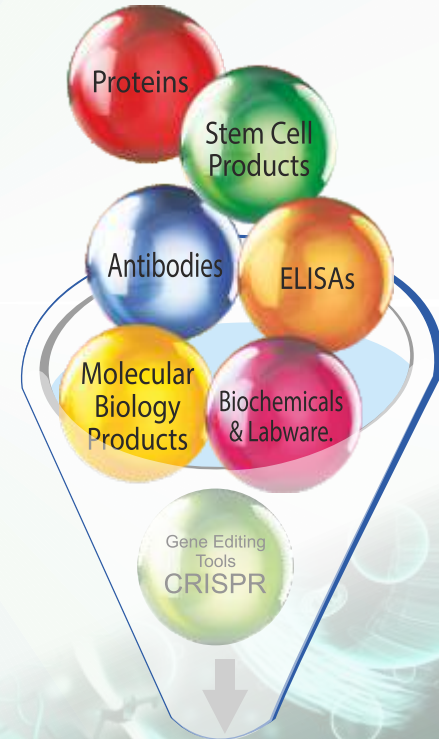 Proteins
Stem Cell
Products
Antibodies
ELISAs
Molecular
Biology
Products
Biochemicals
& Labware.
Gene Editing
Tools
CRISPR